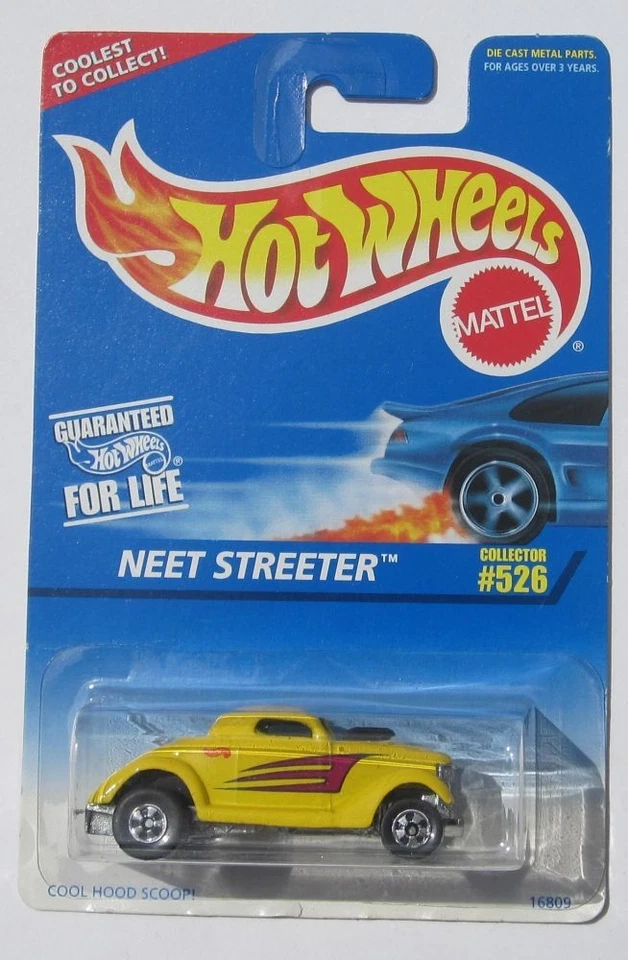 COOLEST
TO COLLECT!
DIE CAST METAL PARTS.
FOR AGES OVER 3 YEARS.
HOT WHEELS
MATTEL
®
GUARANTEED
HOT WHEELS
®
FOR LIFE
NEET STREETER™
COLLECTOR
#526
COOL HOOD SCOOP!
16809